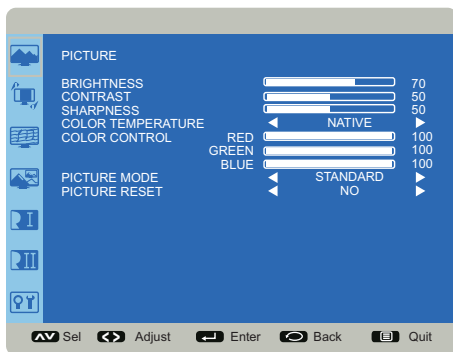 PICTURE
BRIGHTNESS 70
CONTRAST 50
SHARPNESS 50
COLOR TEMPERATURE NATIVE
COLOR CONTROL RED 100
GREEN 100
BLUE 100
PICTURE MODE STANDARD
PICTURE RESET NO
Sel Adjust Enter Back Quit